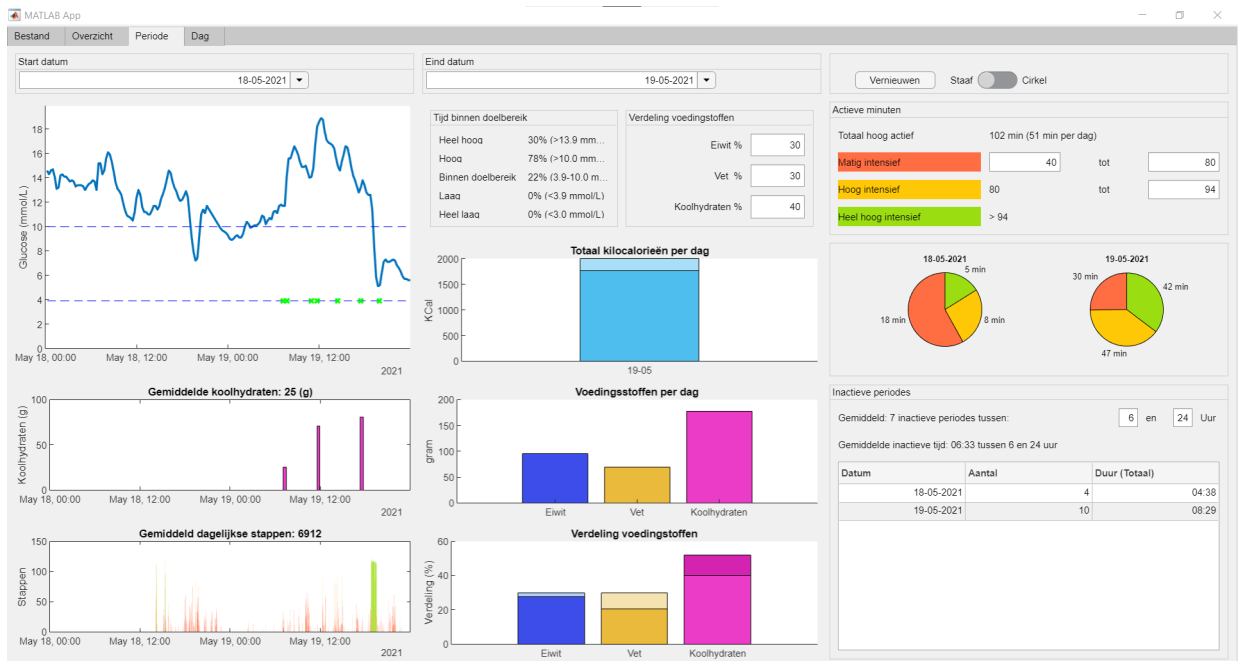 MATLAB App
Bestand Overzicht Periode Dag
Start datum
18-05-2021
Eind datum
19-05-2021
Vernieuwen Staaf Cirkel
Glucose (mmol/L)
18
16
14
12
10
8
6
4
2
0
May 18, 00:00 May 18, 12:00 May 19, 00:00 May 19, 12:00
2021
Tijd binnen doelbereik
Heel hoog 30% (>13.9 mm...
Hoog 78% (>10.0 mm...
Binnen doelbereik 22% (3.9-10.0 m...
Laag 0% (<3.9 mmol/L)
Heel laag 0% (<3.0 mmol/L)
Verdeling voedingstoffen
Eiwit % 30
Vet % 30
Koolhydraten % 40
Actieve minuten
Totaal hoog actief 102 min (51 min per dag)
Matig intensief 40 tot 80
Hoog intensief 80 tot 94
Heel hoog intensief > 94
Totaal kilocalorieën per dag
KCal
2000
1500
1000
500
0
19-05
18-05-2021
5 min
18 min
8 min
19-05-2021
30 min
42 min
47 min
Gemiddelde koolhydraten: 25 (g)
Koolhydraten (g)
100
50
0
May 18, 00:00 May 18, 12:00 May 19, 00:00 May 19, 12:00
2021
Voedingsstoffen per dag
gram
200
150
100
50
0
Eiwit Vet Koolhydraten
Inactieve periodes
Gemiddeld: 7 inactieve periodes tussen: 6 en 24 Uur
Gemiddelde inactieve tijd: 06:33 tussen 6 en 24 uur
Datum Aantal Duur (Totaal)
18-05-2021 4 04:38
19-05-2021 10 08:29
Gemiddeld dagelijkse stappen: 6912
Stappen
150
100
50
0
May 18, 00:00 May 18, 12:00 May 19, 00:00 May 19, 12:00
2021
Verdeling voedingstoffen
Verdeling (%)
60
40
20
0
Eiwit Vet Koolhydraten